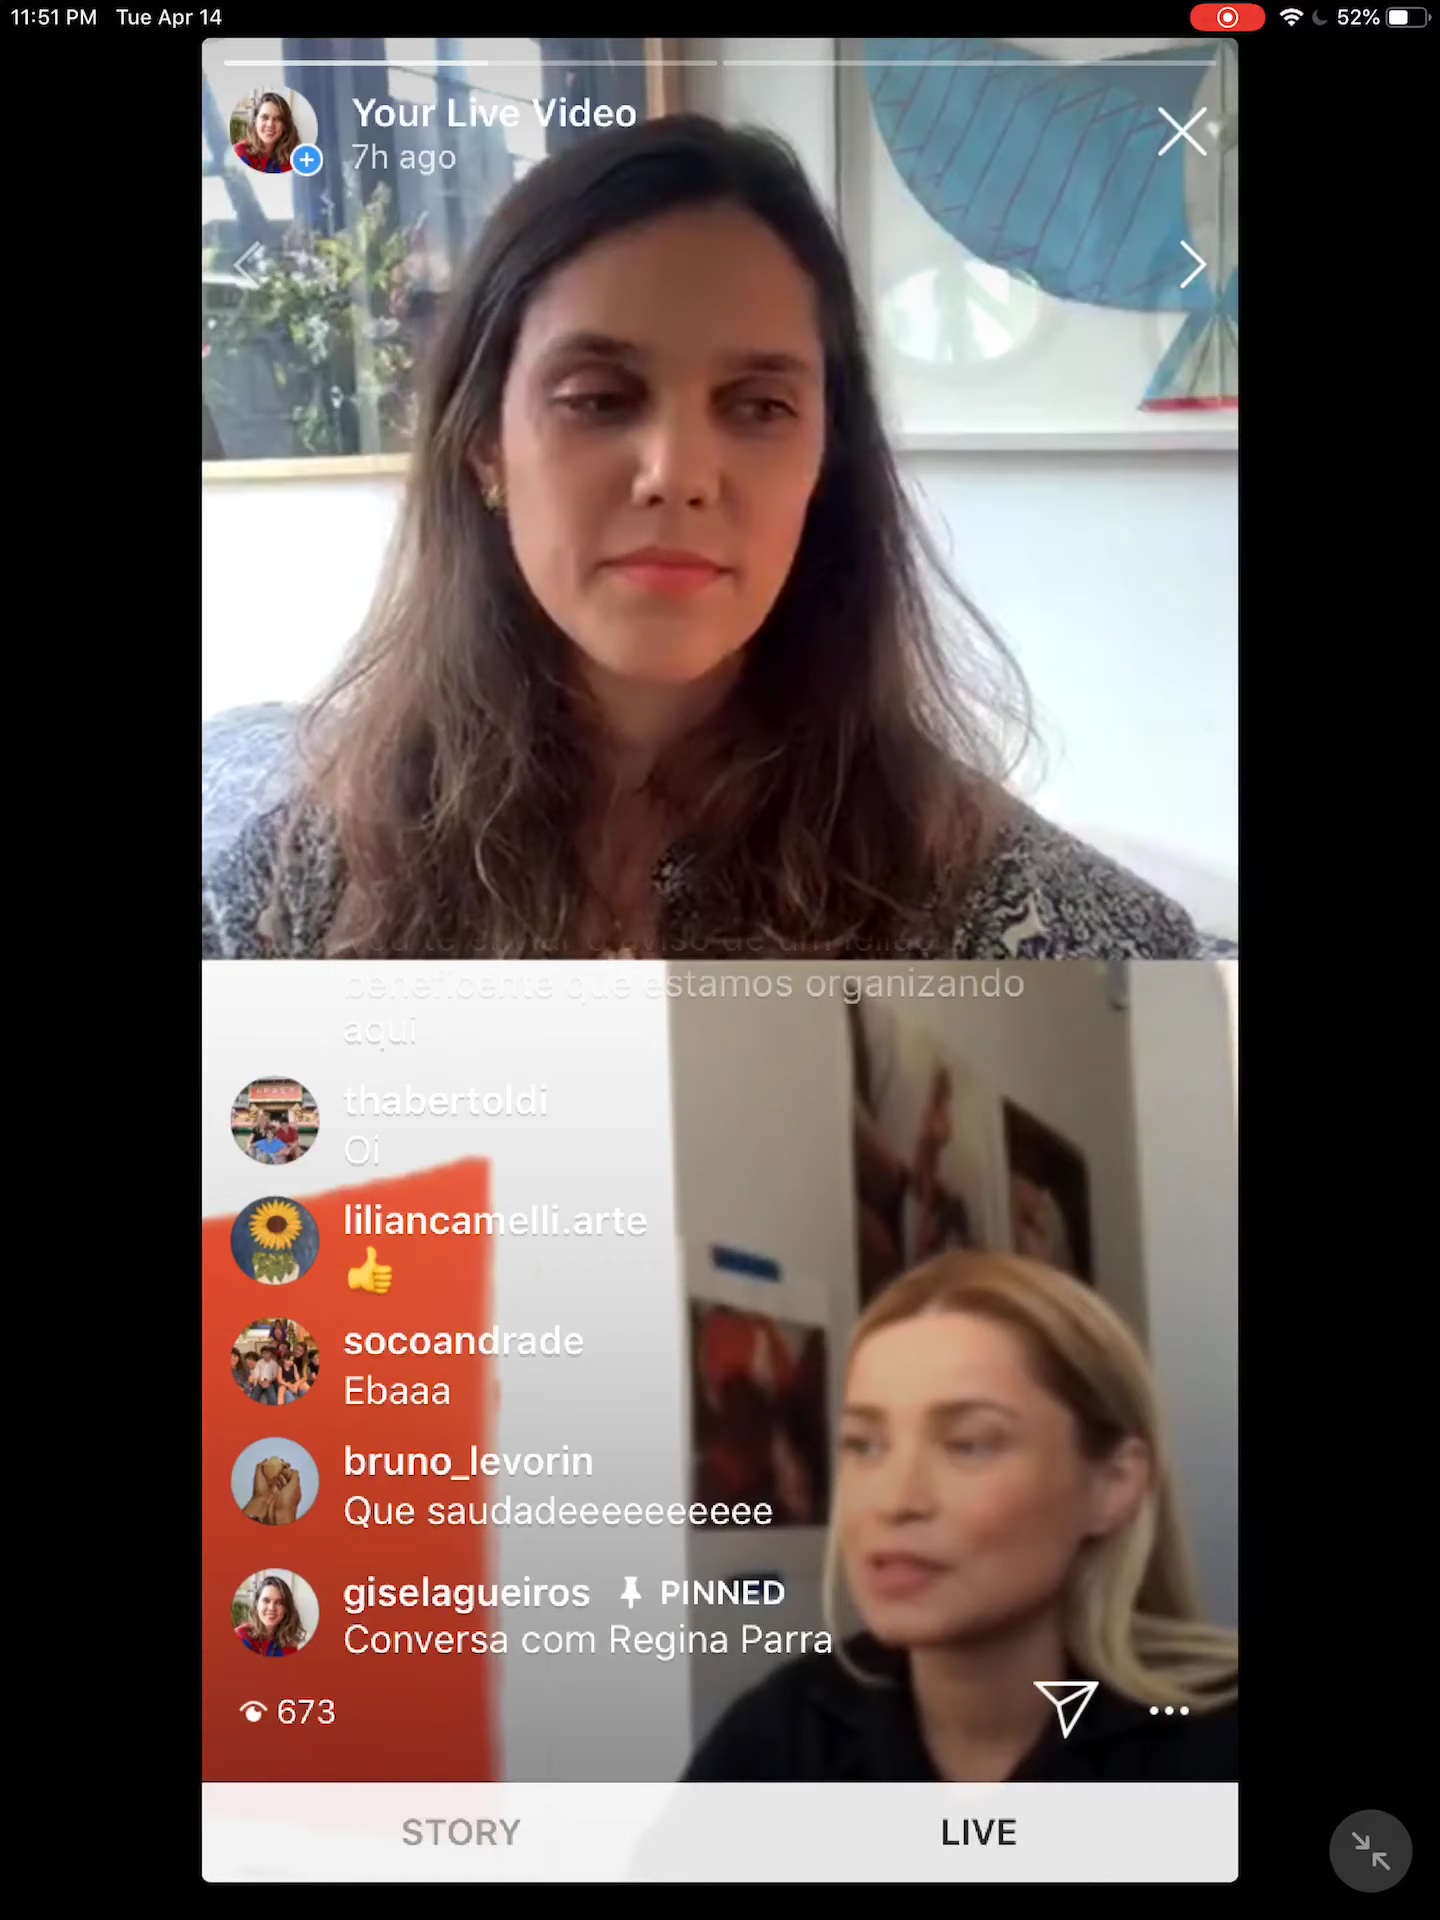 11:51 PM Tue Apr 14
52%
Your Live Video
7h ago
beneficente que estamos organizando
aqui
thabertoldi
Oi
liliancamelli.arte
👍
socoandrade
Ebaaa
bruno_levorin
Que saudadeeeeeeeeee
giselagueiros PINNED
Conversa com Regina Parra
673
STORY
LIVE